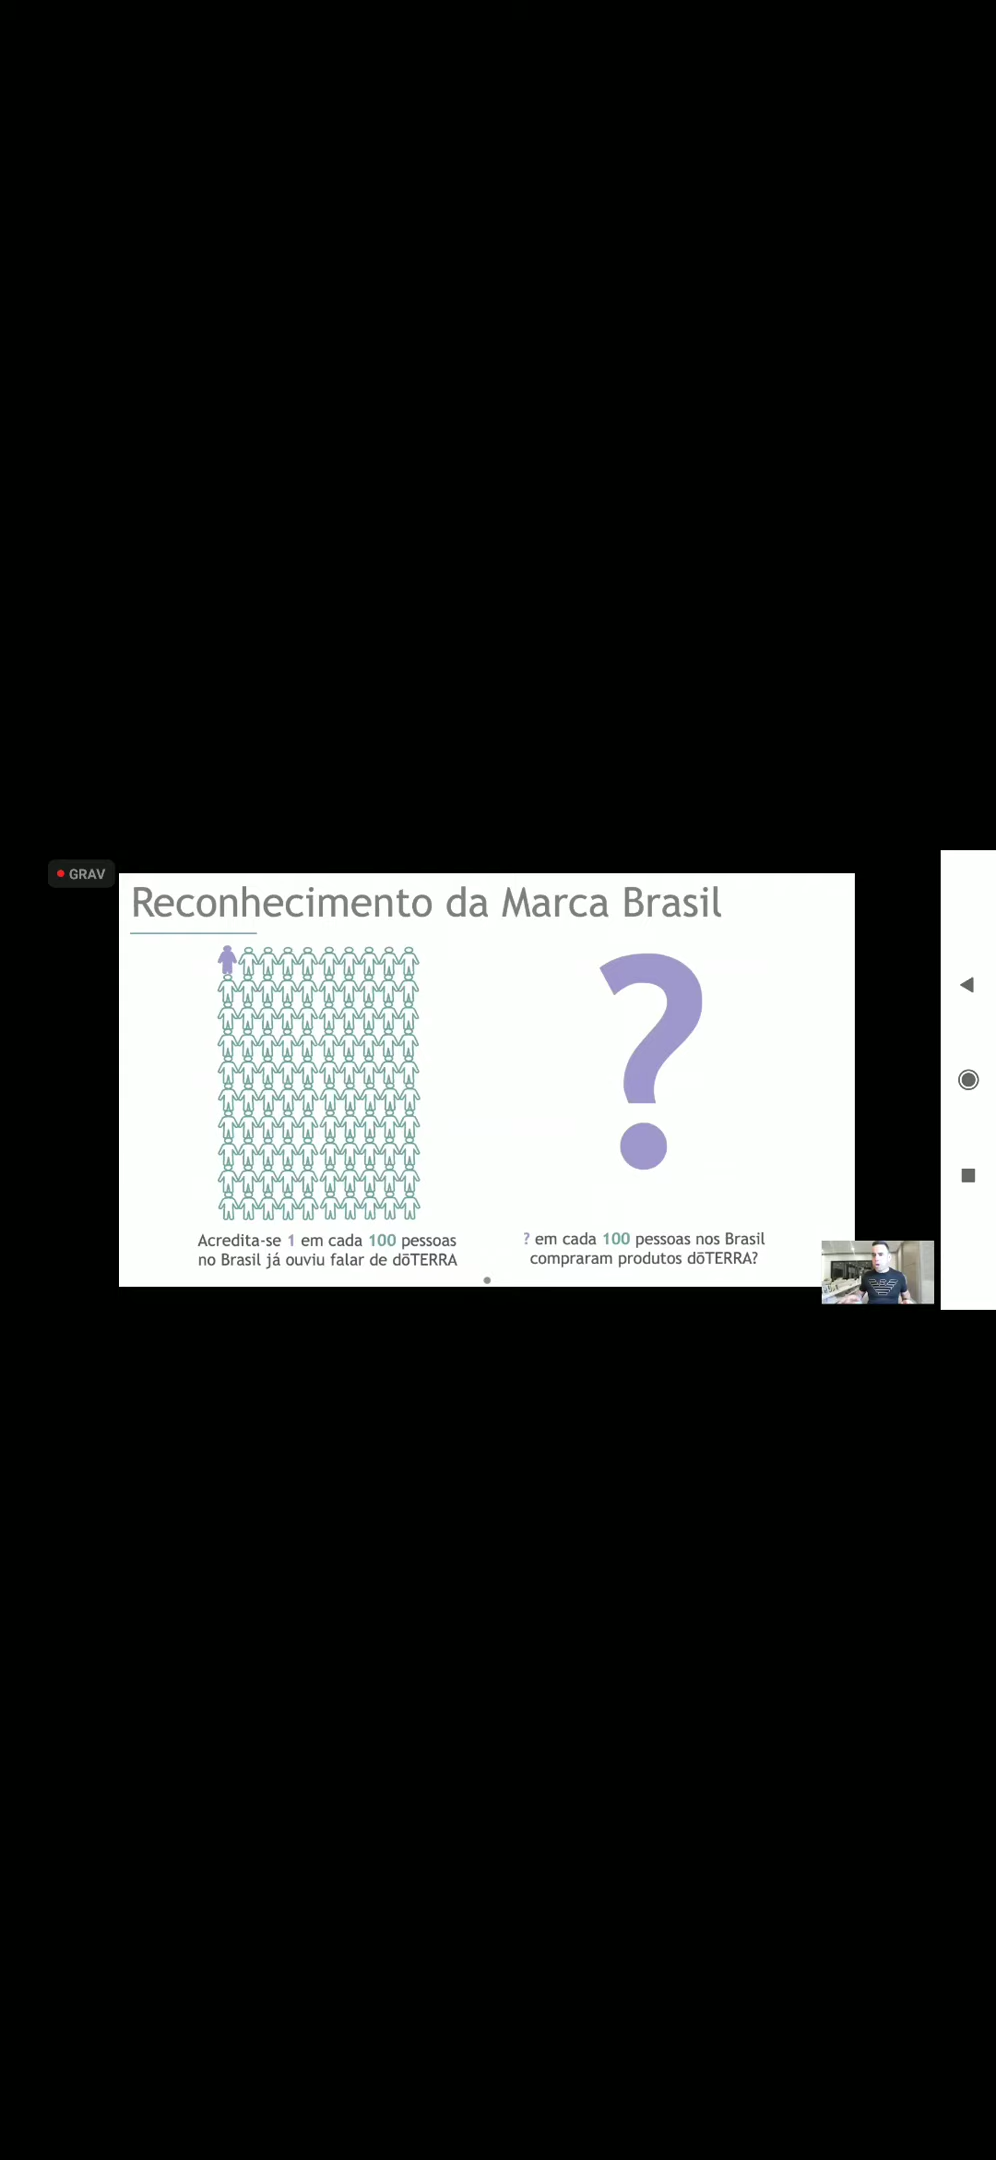 GRAV
Reconhecimento da Marca Brasil
?
Acredita-se 1 em cada 100 pessoas
no Brasil já ouviu falar de dōTERRA
? em cada 100 pessoas nos Brasil
compraram produtos dōTERRA?